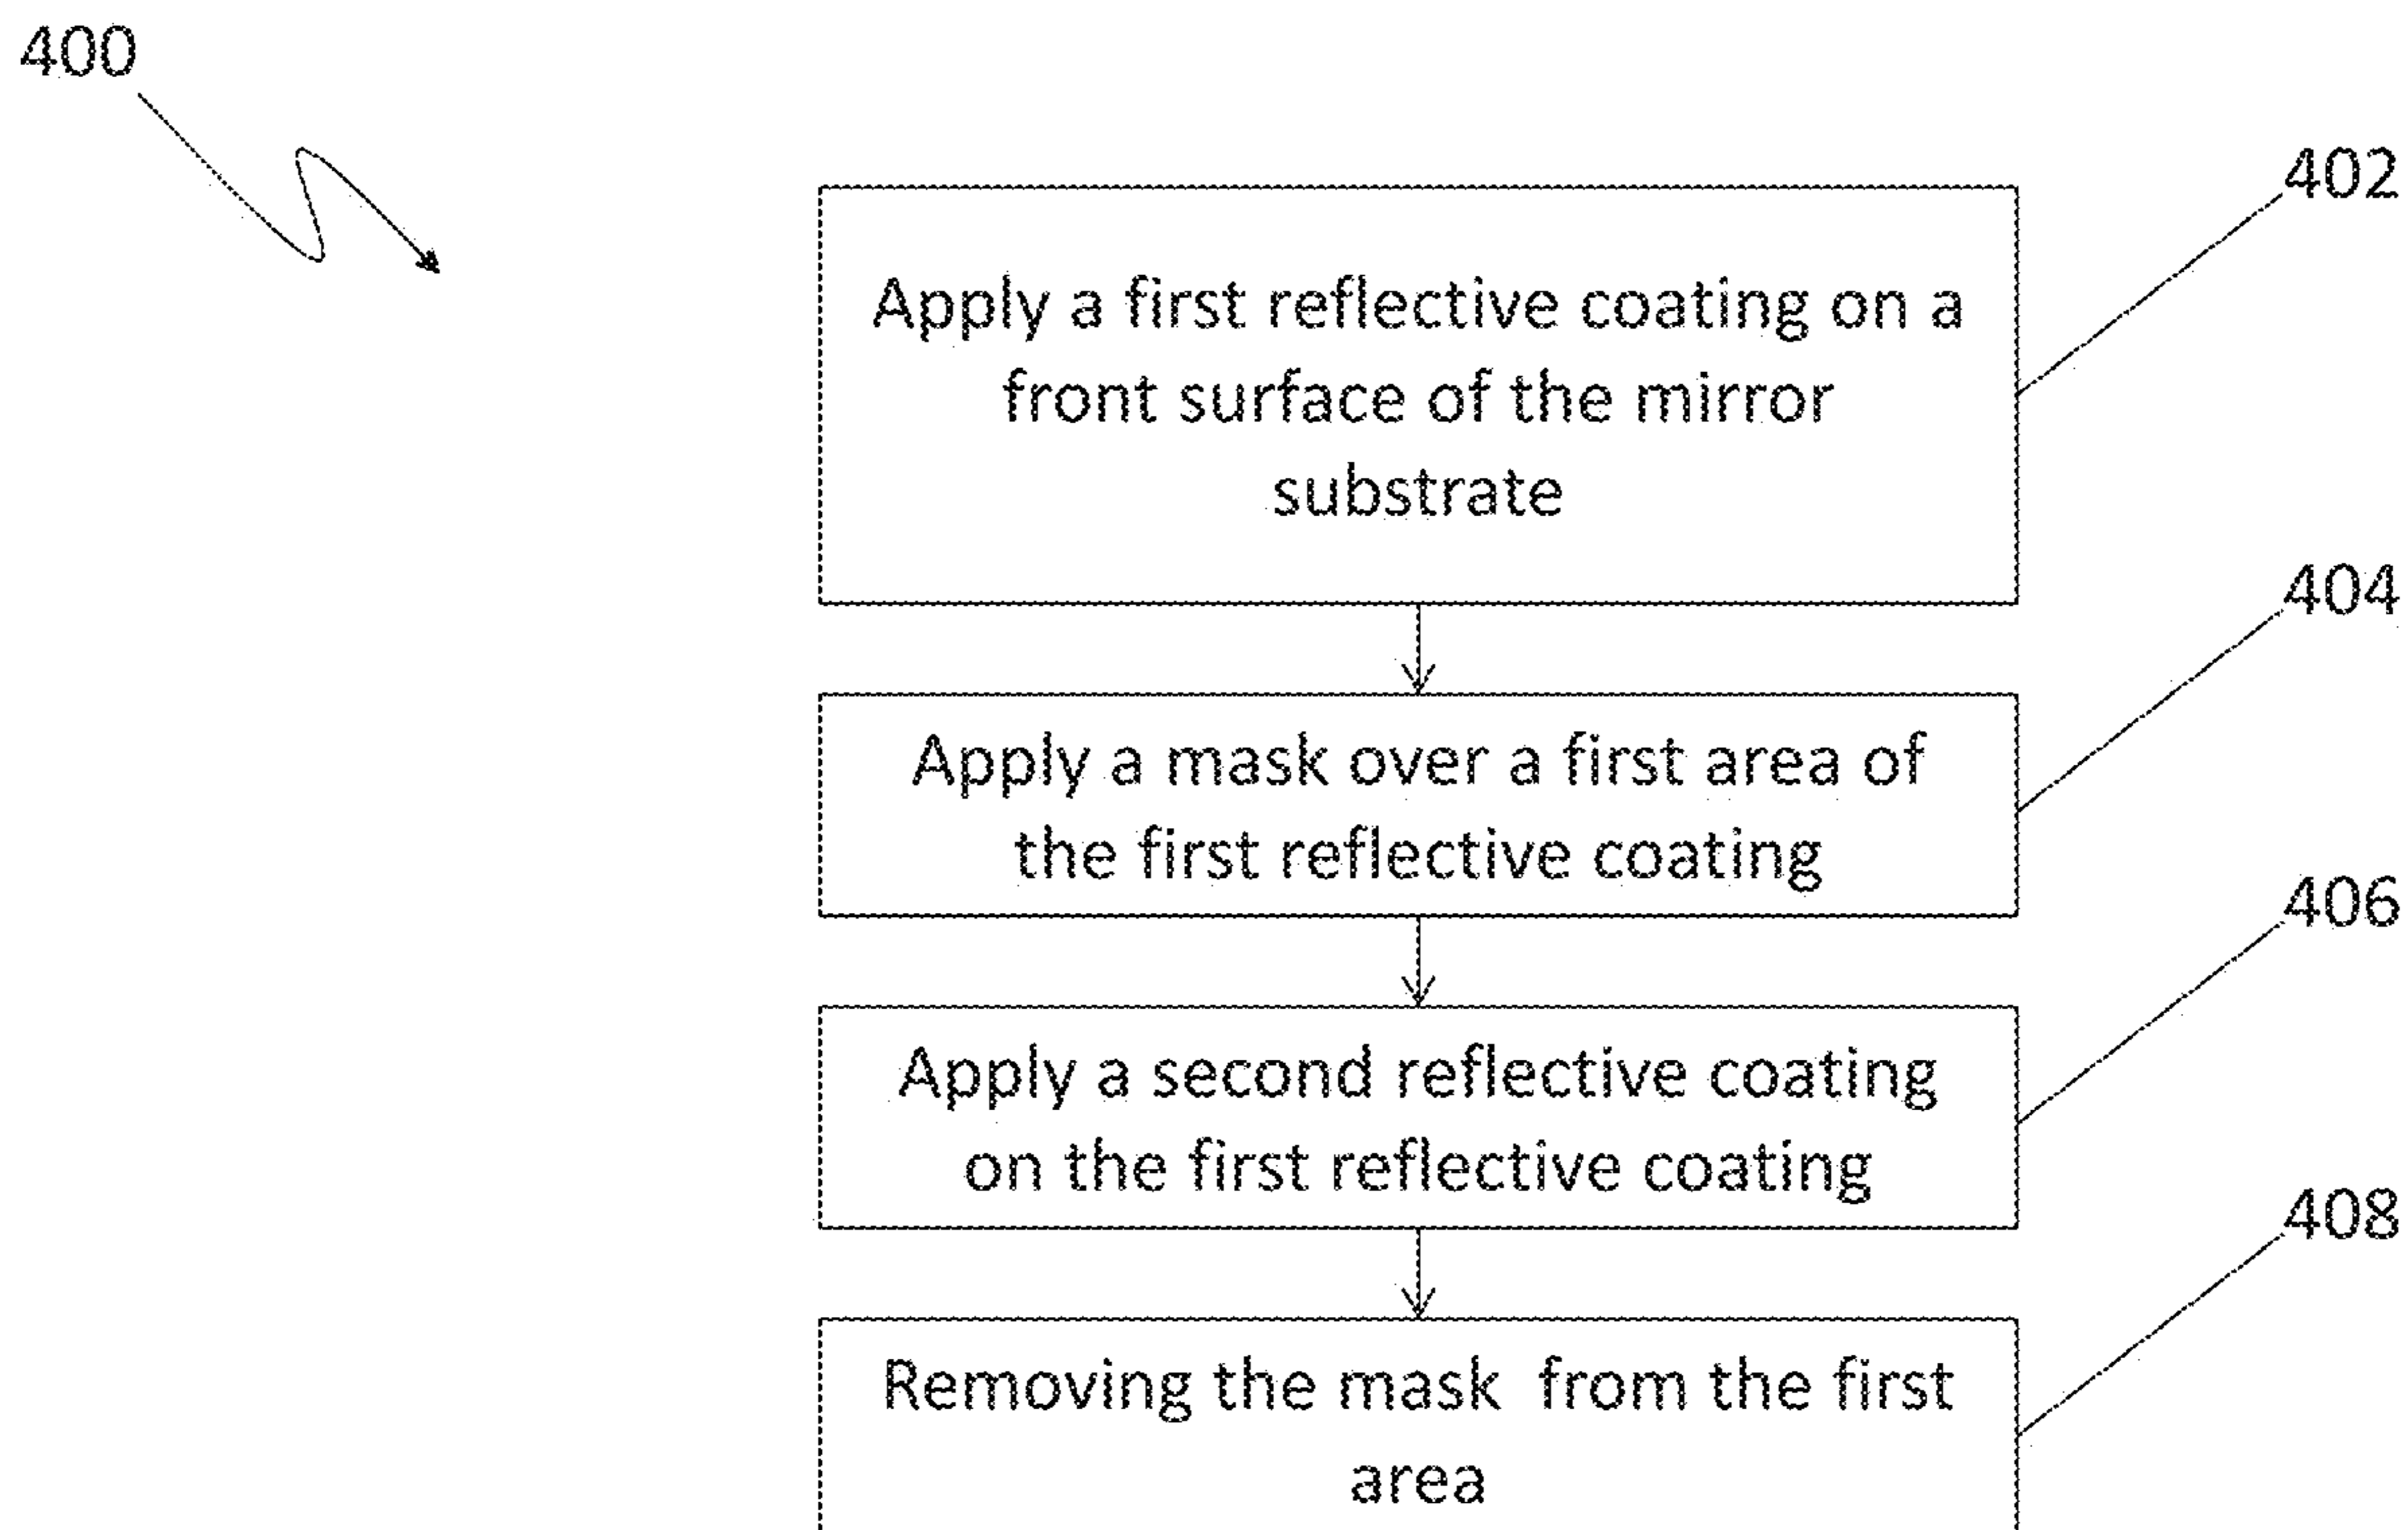 400
402
Apply a first reflective coating on a
front surface of the mirror
substrate
404
Apply a mask over a first area of
the first reflective coating
406
Apply a second reflective coating
on the first reflective coating
408
Removing the mask from the first
area